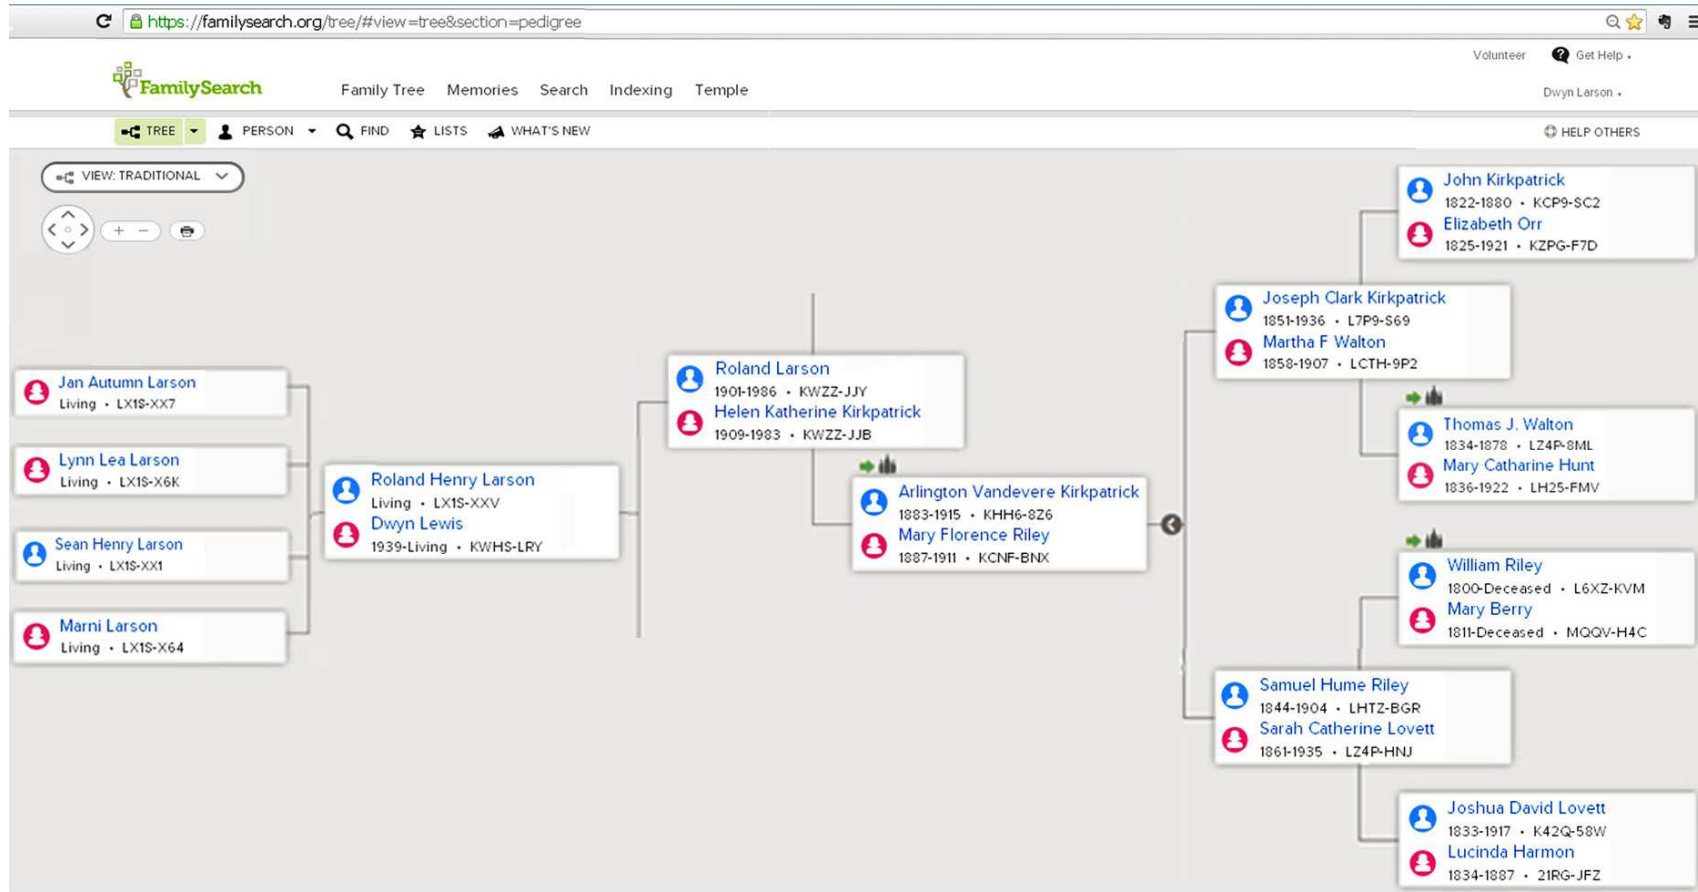 https://familysearch.org/tree/#view=tree&section=pedigree
Volunteer
Get Help
FamilySearch
Family Tree Memories Search Indexing Temple
Dwyn Larson
TREE PERSON FIND LISTS WHAT'S NEW
HELP OTHERS
VIEW: TRADITIONAL
Jan Autumn Larson
Living • LX1S-XX7
Lynn Lea Larson
Living • LX1S-X6K
Sean Henry Larson
Living • LX1S-XX1
Marni Larson
Living • LX1S-X64
Roland Henry Larson
Living • LX1S-XXV
Dwyn Lewis
1939-Living • KWHS-LRY
Roland Larson
1901-1986 • KWZZ-JJY
Helen Katherine Kirkpatrick
1909-1983 • KWZZ-JJB
Arlington Vandevere Kirkpatrick
1883-1915 • KHH6-8Z6
Mary Florence Riley
1887-1911 • KCNF-BNX
Joseph Clark Kirkpatrick
1851-1936 • L7P9-S69
Martha F Walton
1858-1907 • LCTH-9P2
Samuel Hume Riley
1844-1904 • LHTZ-BGR
Sarah Catherine Lovett
1861-1935 • LZ4P-HNJ
John Kirkpatrick
1822-1880 • KCP9-SC2
Elizabeth Orr
1825-1921 • KZPG-F7D
Thomas J. Walton
1834-1878 • LZ4P-8ML
Mary Catharine Hunt
1836-1922 • LH25-FMV
William Riley
1800-Deceased • L6XZ-KVM
Mary Berry
1811-Deceased • MQQV-H4C
Joshua David Lovett
1833-1917 • K42Q-58W
Lucinda Harmon
1834-1887 • 21RG-JFZ